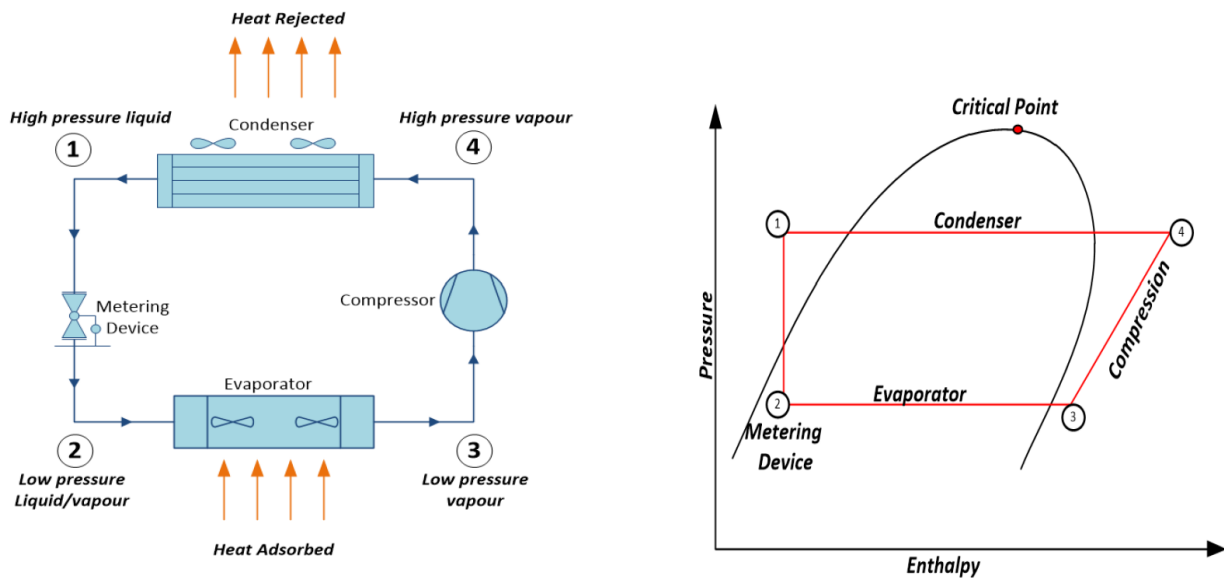 Heat Rejected
High pressure liquid
1
Condenser
High pressure vapour
4
Metering
Device
Compressor
Evaporator
2
Low pressure
Liquid/vapour
3
Low pressure
vapour
Heat Adsorbed
Critical Point
Pressure
1
Condenser
4
Compression
2
Evaporator
3
Metering
Device
Enthalpy